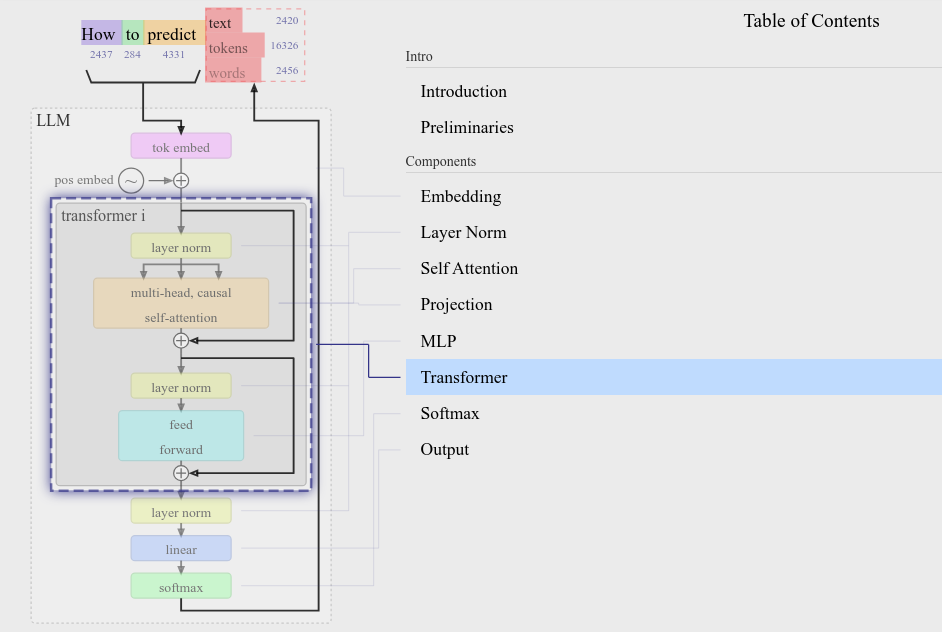 How to predict
2437 284 4331
text 2420
tokens 16326
words 2456
LLM
tok embed
pos embed
transformer i
layer norm
multi-head, causal
self-attention
layer norm
feed
forward
layer norm
linear
softmax
Table of Contents
Intro
Introduction
Preliminaries
Components
Embedding
Layer Norm
Self Attention
Projection
MLP
Transformer
Softmax
Output